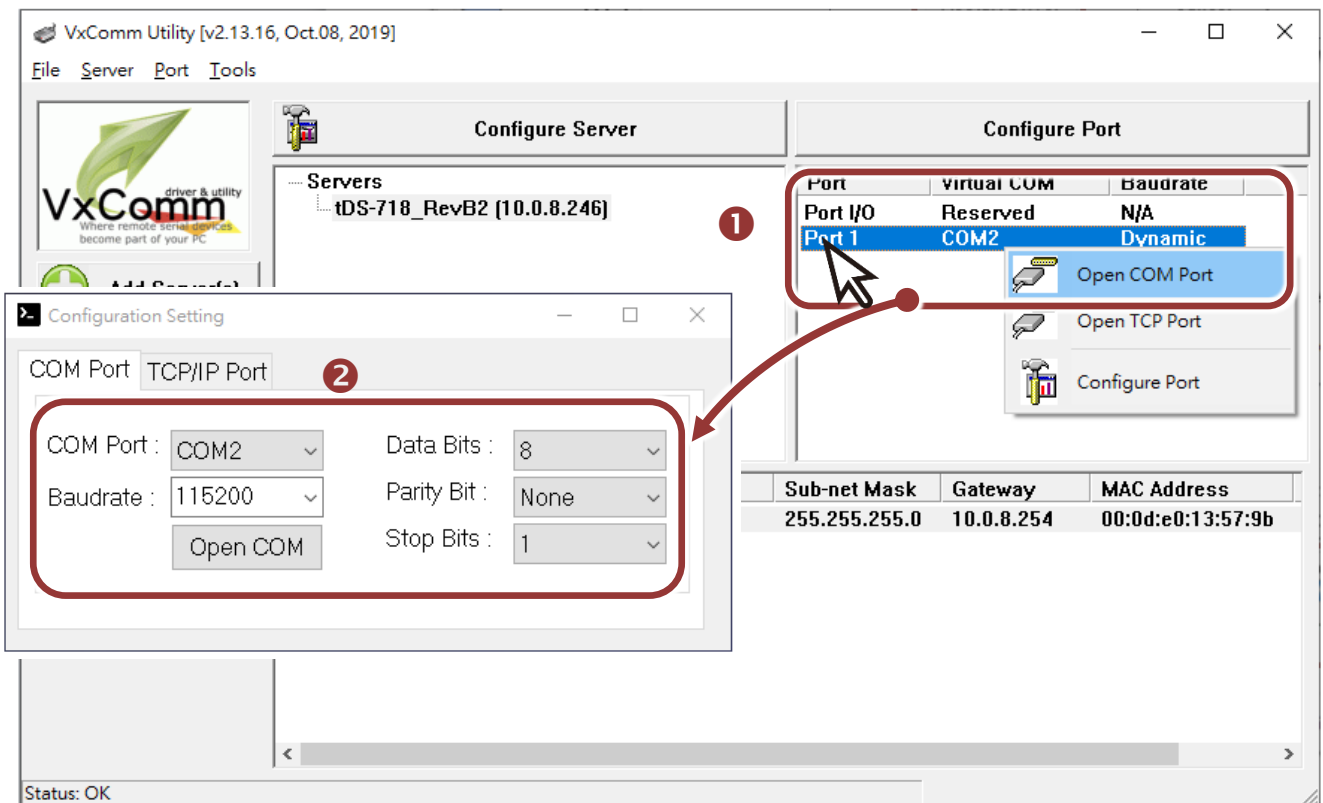 VxComm Utility [v2.13.16, Oct.08, 2019]
File Server Port Tools
VxComm
driver & utility
Where remote serial devices
become part of your PC
Configure Server
Configure Port
Servers
tDS-718_RevB2 (10.0.8.246)
1
Port Virtual COM Baudrate
Port I/O Reserved N/A
Port 1 COM2 Dynamic
Open COM Port
Open TCP Port
Configure Port
Add Server(s)
Configuration Setting
COM Port TCP/IP Port
2
COM Port : COM2 Data Bits : 8
Baudrate : 115200 Parity Bit : None
Open COM Stop Bits : 1
Sub-net Mask Gateway MAC Address
255.255.255.0 10.0.8.254 00:0d:e0:13:57:9b
Status: OK